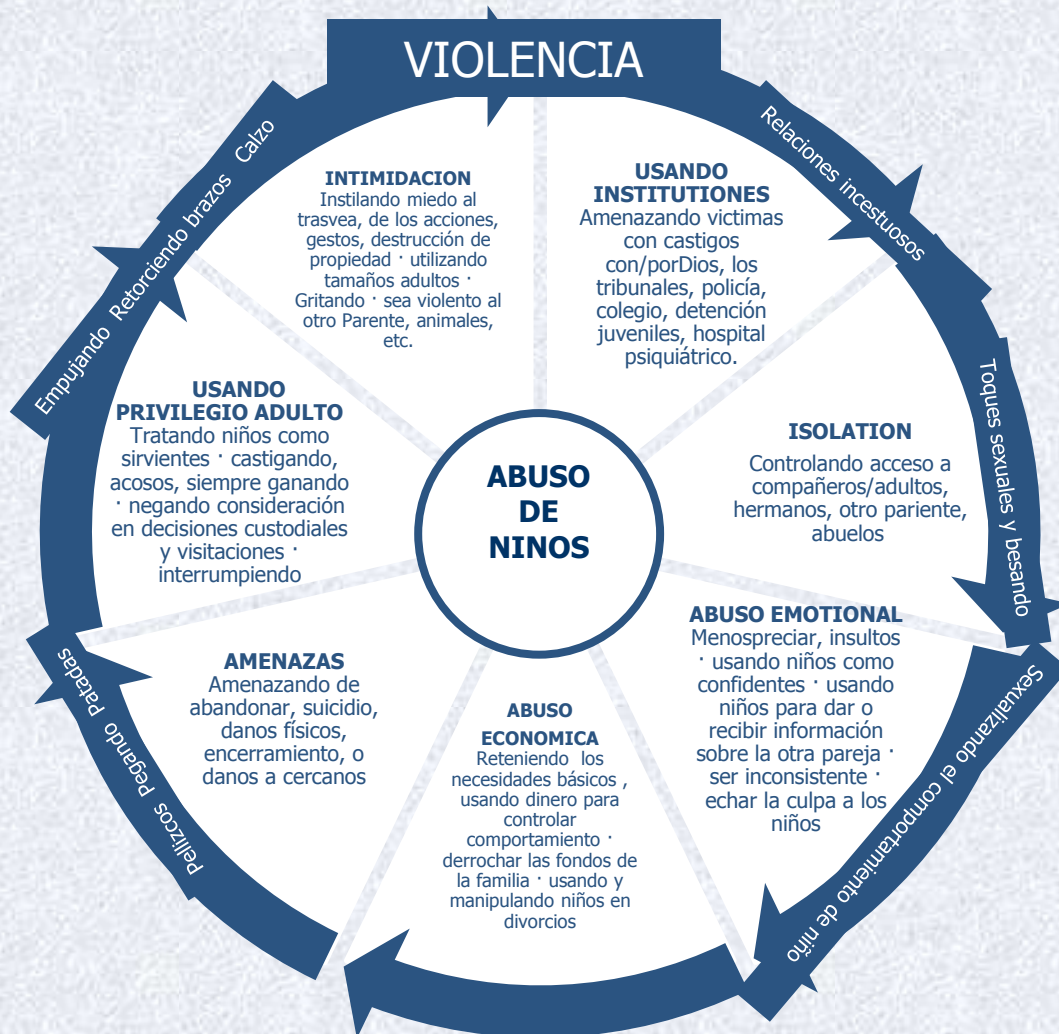 VIOLENCIA
Empujando Retorciendo brazos Calzo
Relaciones incestuosos
INTIMIDACION
Instilando miedo al
trasvea, de los acciones,
gestos, destrucción de
propiedad · utilizando
tamaños adultos ·
Gritando · sea violento al
otro Parente, animales,
etc.
USANDO
INSTITUTIONES
Amenazando victimas
con castigos
con/porDios, los
tribunales, policía,
colegio, detención
juveniles, hospital
psiquiátrico.
USANDO
PRIVILEGIO ADULTO
Tratando niños como
sirvientes · castigando,
acosos, siempre ganando
· negando consideración
en decisiones custodiales
y visitaciones ·
interrumpiendo
ABUSO
DE
NINOS
ISOLATION
Controlando acceso a
compañeros/adultos,
hermanos, otro pariente,
abuelos
Toques sexuales y besando
AMENAZAS
Amenazando de
abandonar, suicidio,
danos físicos,
encerramiento, o
danos a cercanos
ABUSO
ECONOMICA
Reteniendo los
necesidades básicos ,
usando dinero para
controlar
comportamiento ·
derrochar las fondos de
la familia · usando y
manipulando niños en
divorcios
ABUSO EMOTIONAL
Menospreciar, insultos
· usando niños como
confidentes · usando
niños para dar o
recibir información
sobre la otra pareja ·
ser inconsistente ·
echar la culpa a los
niños
Pellizcos Pegando Patadas
Sexualizando el comportamiento de niño